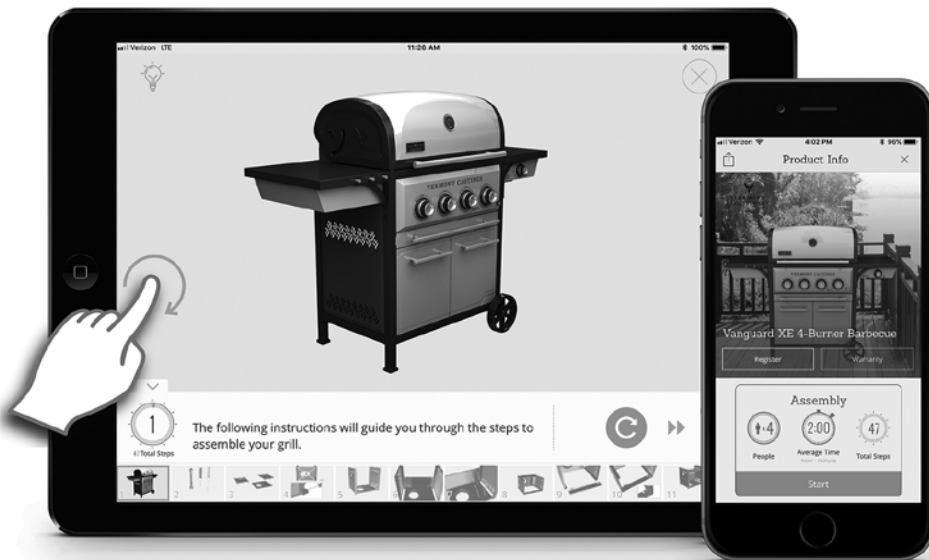 Verizon LTE
11:20 AM
100%
VERMONT CASTINGS
1
47 Total Steps
The following instructions will guide you through the steps to
assemble your grill.
1 2 3 4 5 6 7 8 9 10 11
Verizon
4:02 PM
96%
Product Info
VERMONT CASTINGS
Vanguard XE 4-Burner Barbecue
Register
Warranty
Assembly
4
2:00
47
People
Average Time
Total Steps
Start